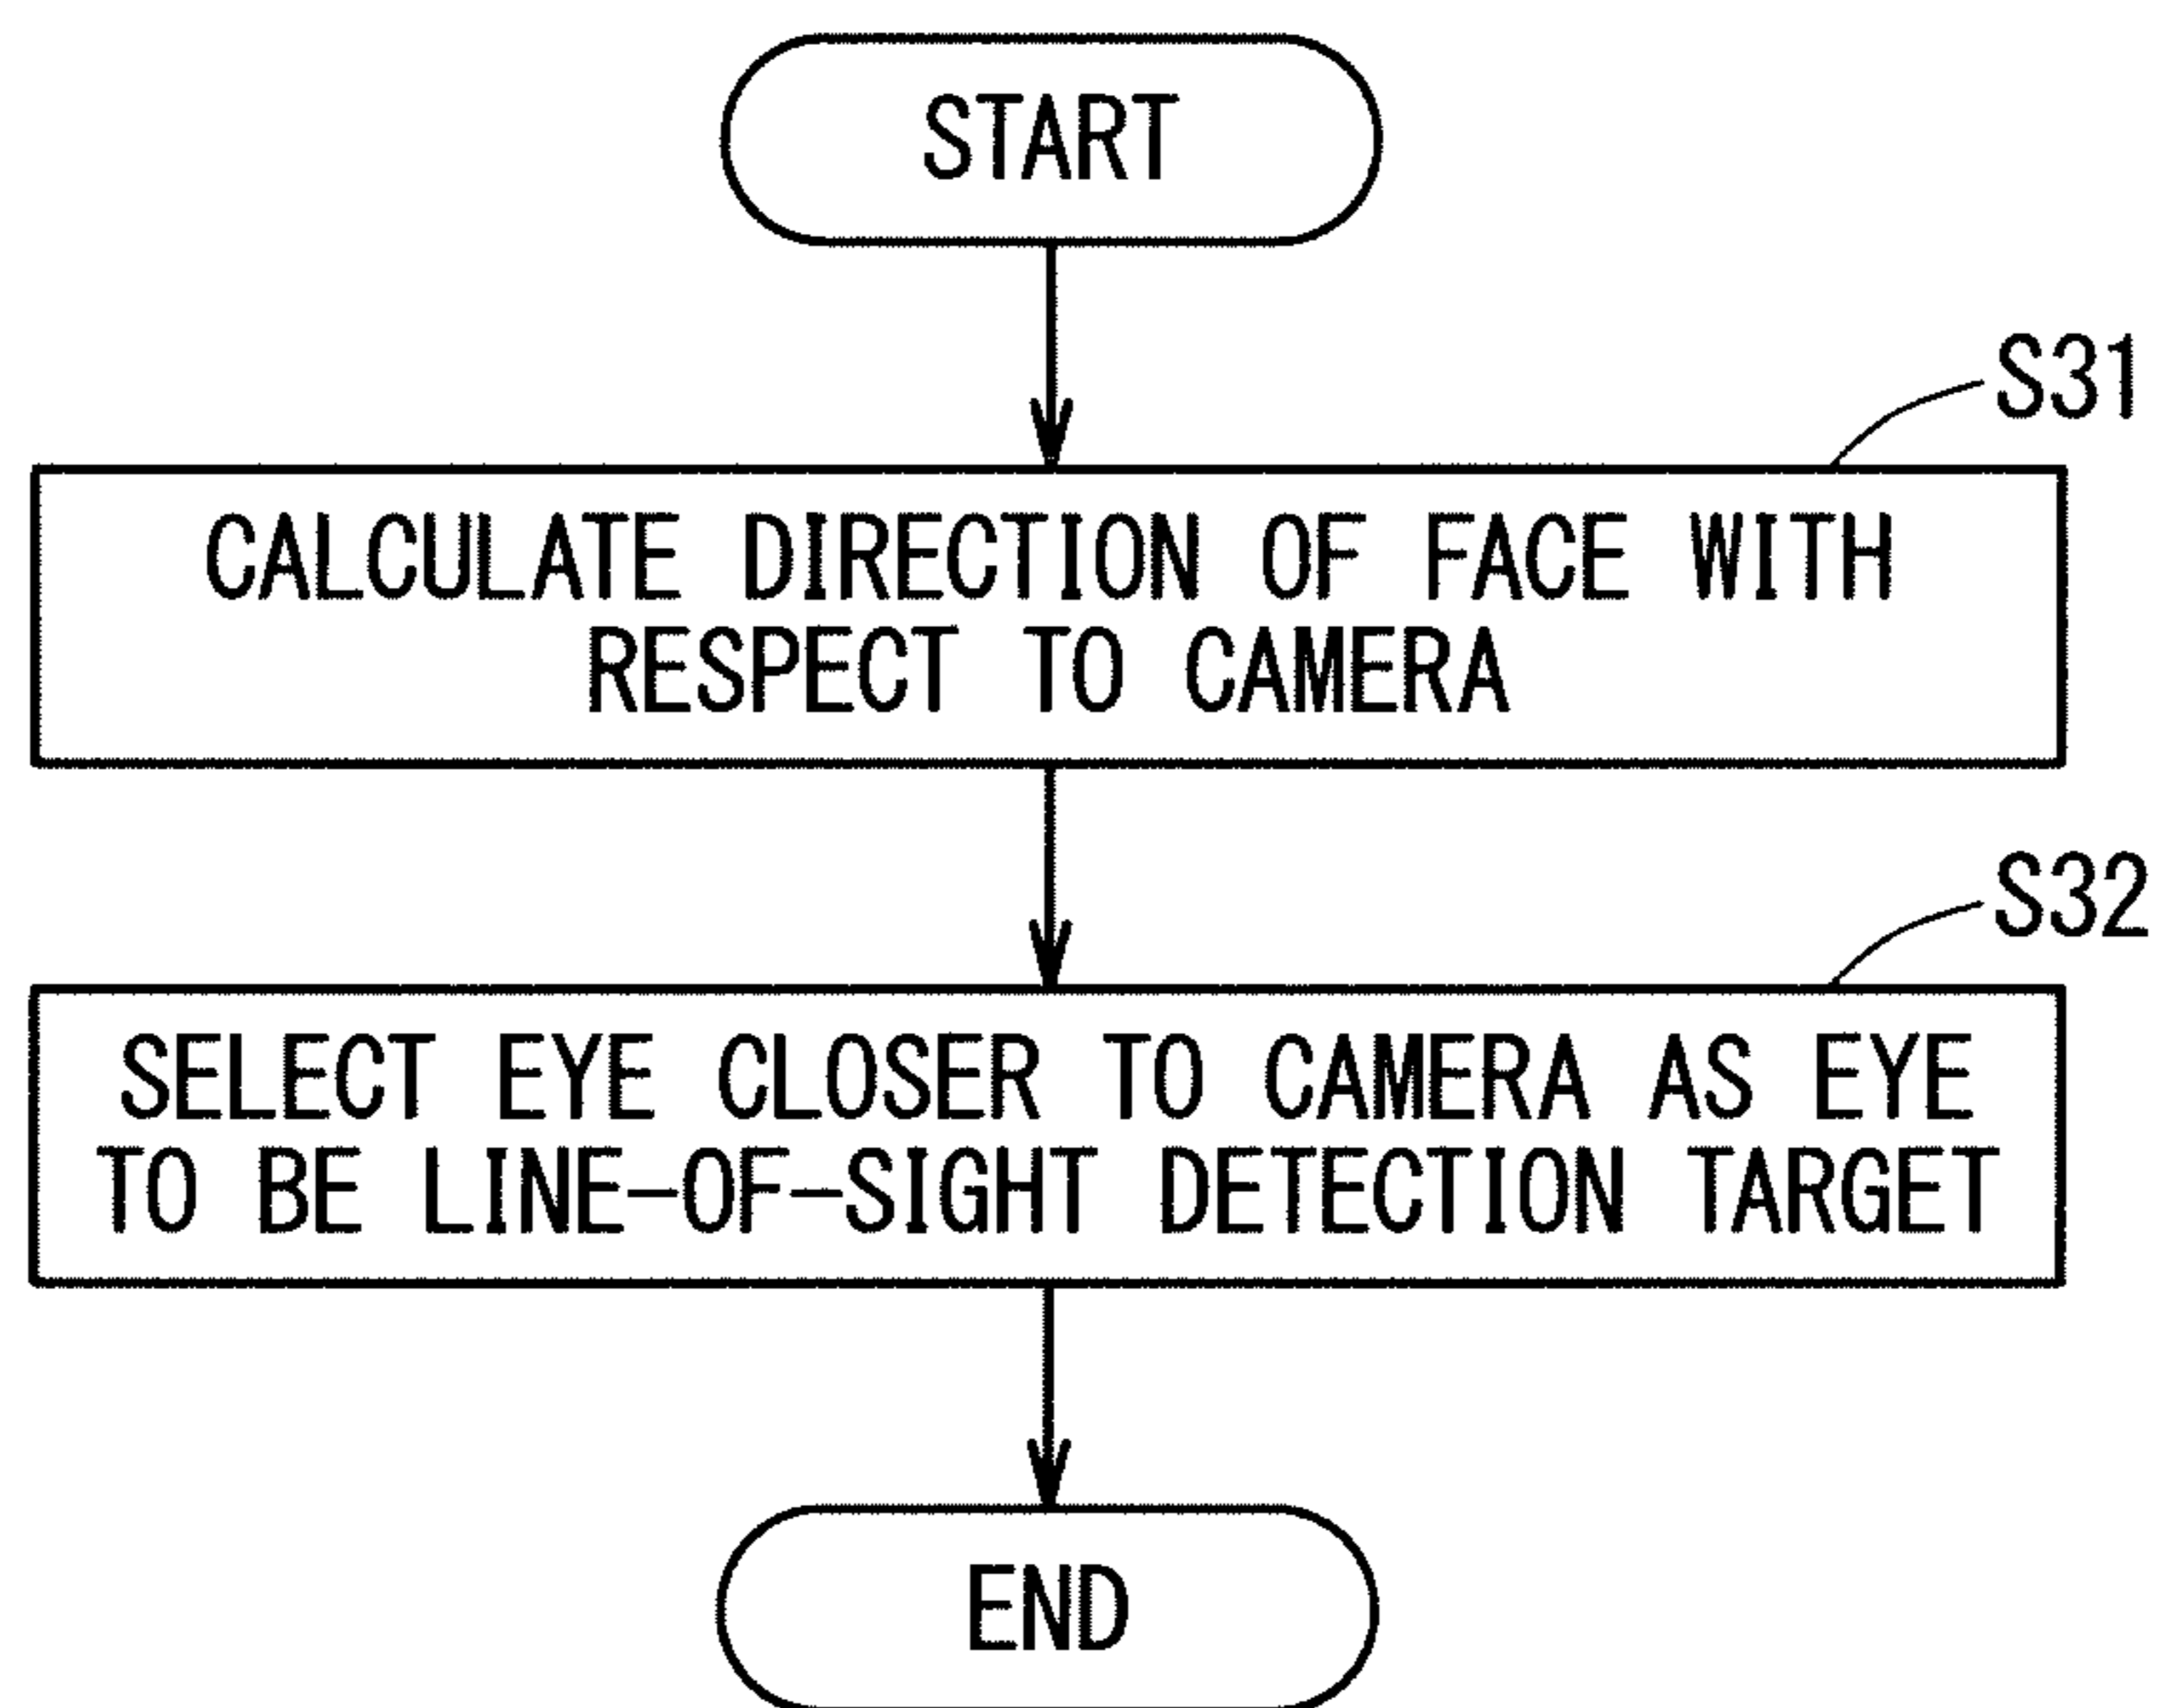 START
S31
CALCULATE DIRECTION OF FACE WITH
RESPECT TO CAMERA
S32
SELECT EYE CLOSER TO CAMERA AS EYE
TO BE LINE-OF-SIGHT DETECTION TARGET
END